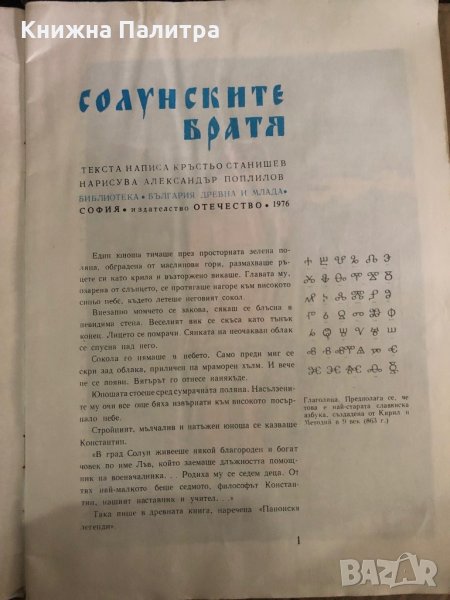 Книжна Палитра
СОЛУНСКИТЕ
БРАТЯ
ТЕКСТА НАПИСА КРЪСТЬО СТАНИШЕВ
НАРИСУВА АЛЕКСАНДЪР ПОПЛИЛОВ
БИБЛИОТЕКА • БЪЛГАРИЯ ДРЕВНА И МЛАДА •
СОФИЯ • издателство ОТЕЧЕСТВО • 1976
Един юноша тичаше през просторната зелена по-
ляна, обградена от маслинови гори, размахваше ръ-
цете си като крила и възторжено викаше. Главата му,
озарена от слънцето, се протягаше нагоре към високото
синьо небе, където летеше неговият сокол.
Внезапно момчето се закова, сякаш се блъсна в
невидима стена. Веселият вик се скъса като тънък
конец. Лицето се помрачи. Сянката на неочакван облак
се спусна над него.
Сокола го нямаше в небето. Само преди миг се
скри зад облака, приличен на мраморен хълм. И вече
не се появи. Вятърът го отнесе нанякъде.
Юношата стоеше сред сумрачната поляна. Насълзени-
те му очи все още бяха извърнати към високото посър-
нало небе.
Стройният, мълчалив и натъжен юноша се казваше
Константин.
«В град Солун живееше някой благороден и богат
човек по име Лъв, който заемаше длъжността помощ-
ник на военачалника. . . Родиха му се седем деца. От
тях най-малкото беше седмото, философът Констан-
тин, нашият наставник и учител. . .»
Така пише в древната книга, наречена «Панонски
легенди».
Глаголица. Предполага се, че
това е най-старата славянска
азбука, създадена от Кирил и
Методий в 9 век (863 г.)
1
BAZAR